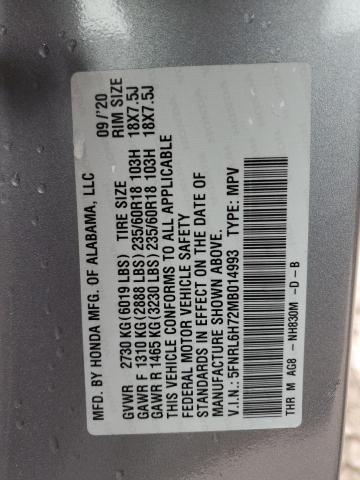 MFD. BY HONDA MFG. OF ALABAMA, LLC 09/'20
TIRE SIZE RIM SIZE
GVWR 2730 KG (6019 LBS)
GAWR F 1310 KG (2888 LBS) 235/60R18 103H 18X7.5J
GAWR R 1465 KG (3230 LBS) 235/60R18 103H 18X7.5J
THIS VEHICLE CONFORMS TO ALL APPLICABLE
FEDERAL MOTOR VEHICLE SAFETY
STANDARDS IN EFFECT ON THE DATE OF
MANUFACTURE SHOWN ABOVE.
V.I.N.: 5FNRL6H72MB014993 TYPE: MPV
THR M AG8 - NH830M -D-B